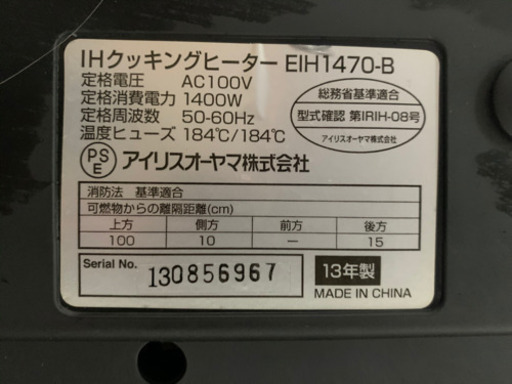 IHクッキングヒーター EIH1470-B
定格電圧 AC100V
定格消費電力 1400W
定格周波数 50-60Hz
温度ヒューズ 184℃/184℃
総務省基準適合
型式確認 第IRIH-08号
アイリスオーヤマ株式会社
PS
E
アイリスオーヤマ株式会社
消防法 基準適合
可燃物からの離隔距離(cm)
上方 側方 前方 後方
100 10 ー 15
Serial No. 130856967
13年製
MADE IN CHINA